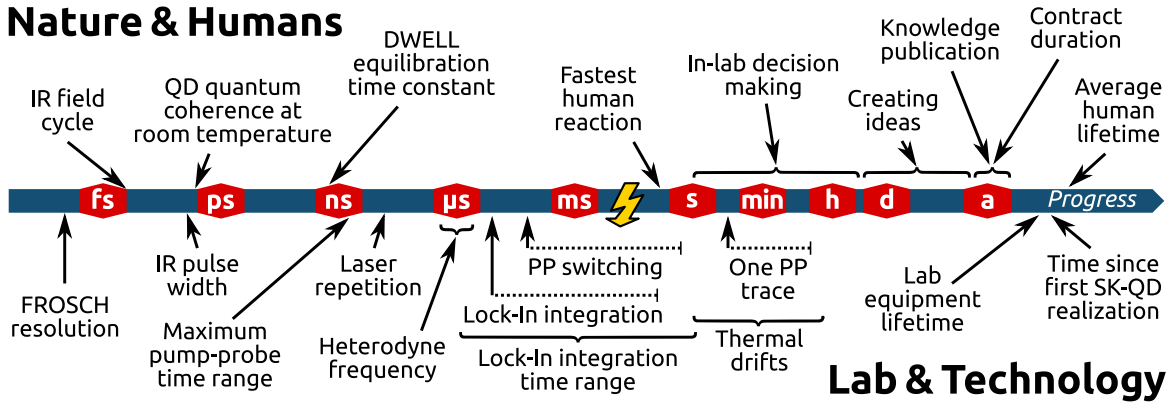 Nature & Humans
IR field
cycle
QD quantum
coherence at
room temperature
DWELL
equilibration
time constant
Fastest
human
reaction
In-lab decision
making
Creating
ideas
Knowledge
publication
Contract
duration
Average
human
lifetime
fs
ps
ns
µs
ms
s
min
h
d
a
Progress
FROSCH
resolution
IR pulse
width
Maximum
pump-probe
time range
Laser
repetition
Heterodyne
frequency
PP switching
Lock-In integration
Lock-In integration
time range
One PP
trace
Thermal
drifts
Lab
equipment
lifetime
Time since
first SK-QD
realization
Lab & Technology